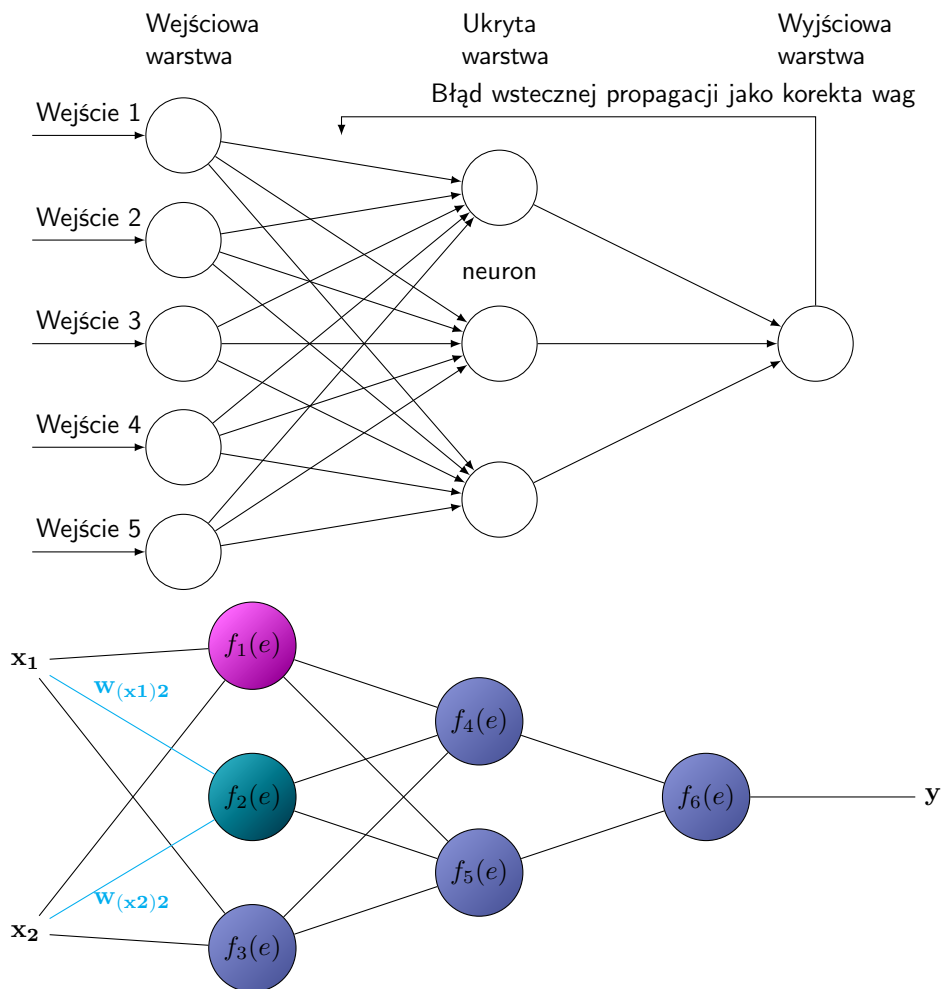 Wejściowa
warstwa
Ukryta
warstwa
Wyjściowa
warstwa
Błąd wstecznej propagacji jako korekta wag
Wejście 1
Wejście 2
neuron
Wejście 3
Wejście 4
Wejście 5
x₁
w₍ₓ₁₎₂
f₁(e)
f₄(e)
f₂(e)
f₆(e)
y
f₅(e)
w₍ₓ₂₎₂
x₂
f₃(e)